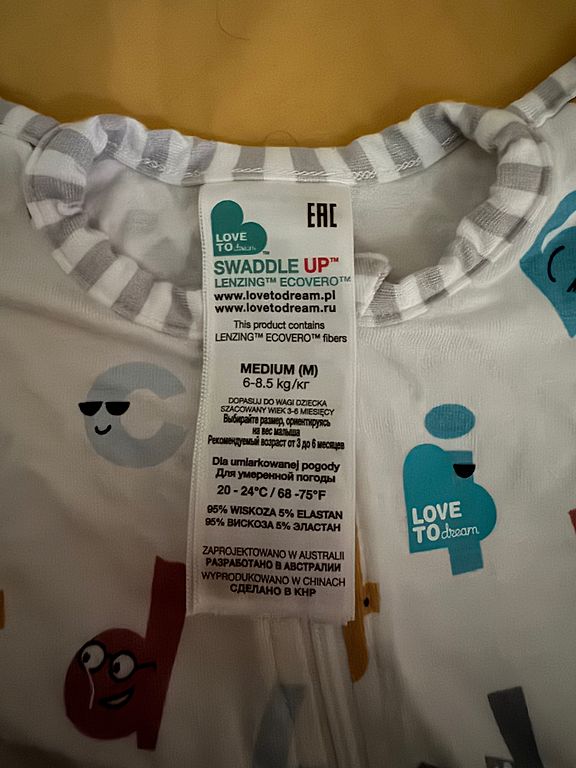 LOVE
TO dream
EAC
SWADDLE UP™
LENZING™ ECOVERO™
www.lovetodream.pl
www.lovetodream.ru
This product contains
LENZING™ ECOVERO™ fibers
MEDIUM (M)
6-8.5 kg/кг
DOPASUJ DO WAGI DZIECKA
SZACOWANY WIEK 3-6 MIESIĘCY
Выбирайте размер, ориентируясь
на вес малыша
Рекомендуемый возраст от 3 до 6 месяцев
Dla umiarkowanej pogody
Для умеренной погоды
20 - 24°C / 68 -75°F
95% WISKOZA 5% ELASTAN
95% ВИСКОЗА 5% ЭЛАСТАН
ZAPROJEKTOWANO W AUSTRALII
РАЗРАБОТАНО В АВСТРАЛИИ
WYPRODUKOWANO W CHINACH
СДЕЛАНО В КНР
c
i
LOVE
TO dream
d